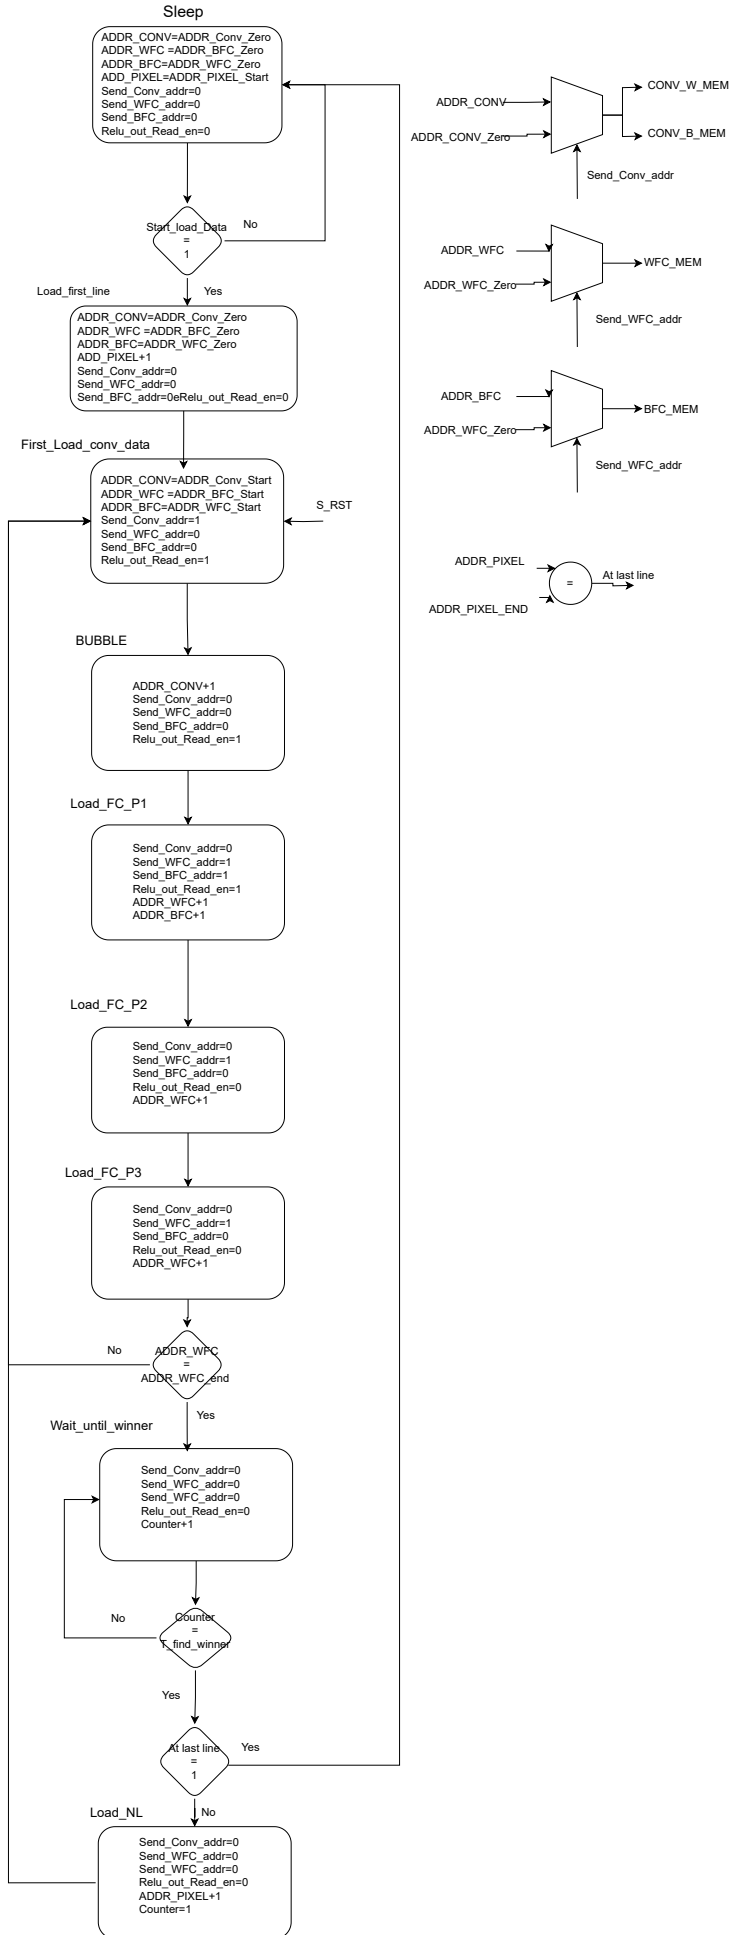 Sleep
ADDR_CONV=ADDR_Conv_Zero
ADDR_WFC =ADDR_BFC_Zero
ADDR_BFC=ADDR_WFC_Zero
ADD_PIXEL=ADDR_PIXEL_Start
Send_Conv_addr=0
Send_WFC_addr=0
Send_BFC_addr=0
Relu_out_Read_en=0
Start_load_Data
=
1
No
Load_first_line
Yes
ADDR_CONV=ADDR_Conv_Zero
ADDR_WFC =ADDR_BFC_Zero
ADDR_BFC=ADDR_WFC_Zero
ADD_PIXEL+1
Send_Conv_addr=0
Send_WFC_addr=0
Send_BFC_addr=0eRelu_out_Read_en=0
First_Load_conv_data
ADDR_CONV=ADDR_Conv_Start
ADDR_WFC =ADDR_BFC_Start
ADDR_BFC=ADDR_WFC_Start
Send_Conv_addr=1
Send_WFC_addr=0
Send_BFC_addr=0
Relu_out_Read_en=1
S_RST
BUBBLE
ADDR_CONV+1
Send_Conv_addr=0
Send_WFC_addr=0
Send_BFC_addr=0
Relu_out_Read_en=1
Load_FC_P1
Send_Conv_addr=0
Send_WFC_addr=1
Send_BFC_addr=1
Relu_out_Read_en=1
ADDR_WFC+1
ADDR_BFC+1
Load_FC_P2
Send_Conv_addr=0
Send_WFC_addr=1
Send_BFC_addr=0
Relu_out_Read_en=0
ADDR_WFC+1
Load_FC_P3
Send_Conv_addr=0
Send_WFC_addr=1
Send_BFC_addr=0
Relu_out_Read_en=0
ADDR_WFC+1
No
ADDR_WFC
=
ADDR_WFC_end
Yes
Wait_until_winner
Send_Conv_addr=0
Send_WFC_addr=0
Send_WFC_addr=0
Relu_out_Read_en=0
Counter+1
No
Counter
=
T_find_winner
Yes
At last line
=
1
Yes
No
Load_NL
Send_Conv_addr=0
Send_WFC_addr=0
Send_WFC_addr=0
Relu_out_Read_en=0
ADDR_PIXEL+1
Counter=1
ADDR_CONV
ADDR_CONV_Zero
CONV_W_MEM
CONV_B_MEM
Send_Conv_addr
ADDR_WFC
ADDR_WFC_Zero
WFC_MEM
Send_WFC_addr
ADDR_BFC
ADDR_WFC_Zero
BFC_MEM
Send_WFC_addr
ADDR_PIXEL
ADDR_PIXEL_END
=
At last line